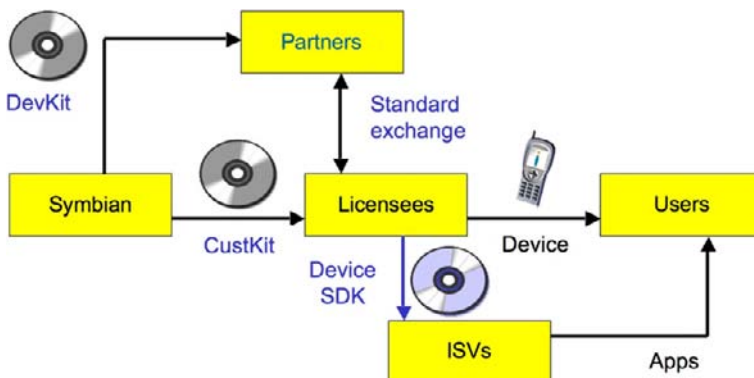 Partners
DevKit
Standard
exchange
Symbian
CustKit
Licensees
Device
Users
Device
SDK
ISVs
Apps